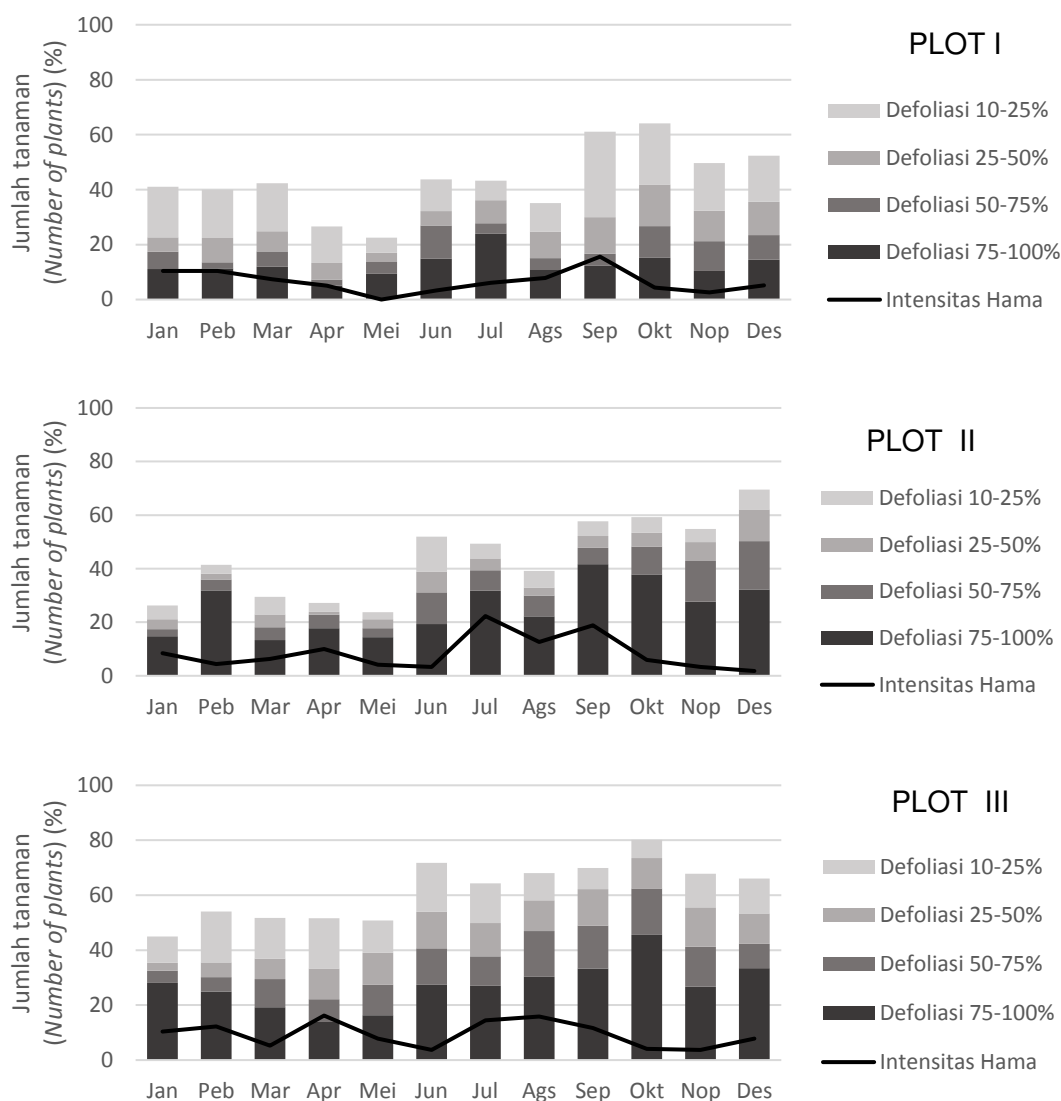 PLOT I
Jumlah tanaman
(Number of plants) (%)
100
80
60
40
20
0
Jan Peb Mar Apr Mei Jun Jul Ags Sep Okt Nop Des
Defoliasi 10-25%
Defoliasi 25-50%
Defoliasi 50-75%
Defoliasi 75-100%
Intensitas Hama
PLOT II
Jumlah tanaman
(Number of plants) (%)
100
80
60
40
20
0
Jan Peb Mar Apr Mei Jun Jul Ags Sep Okt Nop Des
Defoliasi 10-25%
Defoliasi 25-50%
Defoliasi 50-75%
Defoliasi 75-100%
Intensitas Hama
PLOT III
Jumlah tanaman
(Number of plants) (%)
100
80
60
40
20
0
Jan Peb Mar Apr Mei Jun Jul Ags Sep Okt Nop Des
Defoliasi 10-25%
Defoliasi 25-50%
Defoliasi 50-75%
Defoliasi 75-100%
Intensitas Hama